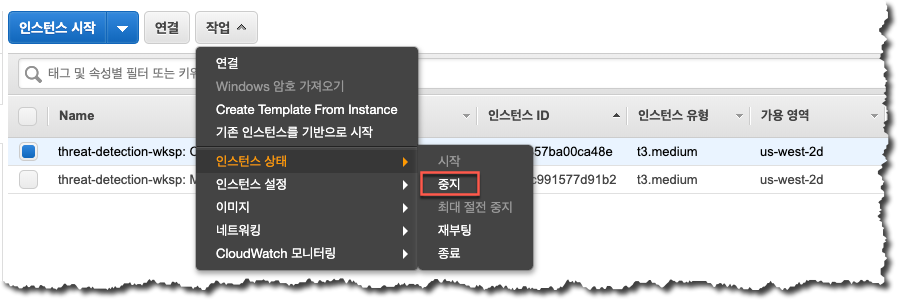 인스턴스 시작 연결 작업
태그 및 속성별 필터 또는
연결
Windows 암호 가져오기
Create Template From Instance
기존 인스턴스를 기반으로 시작
Name 인스턴스 ID 인스턴스 유형 가용 영역
threat-detection-wksp: 57ba00ca48e t3.medium us-west-2d
threat-detection-wksp: c991577d91b2 t3.medium us-west-2d
인스턴스 상태
인스턴스 설정
이미지
네트워킹
CloudWatch 모니터링
시작
중지
최대 절전 중지
재부팅
종료